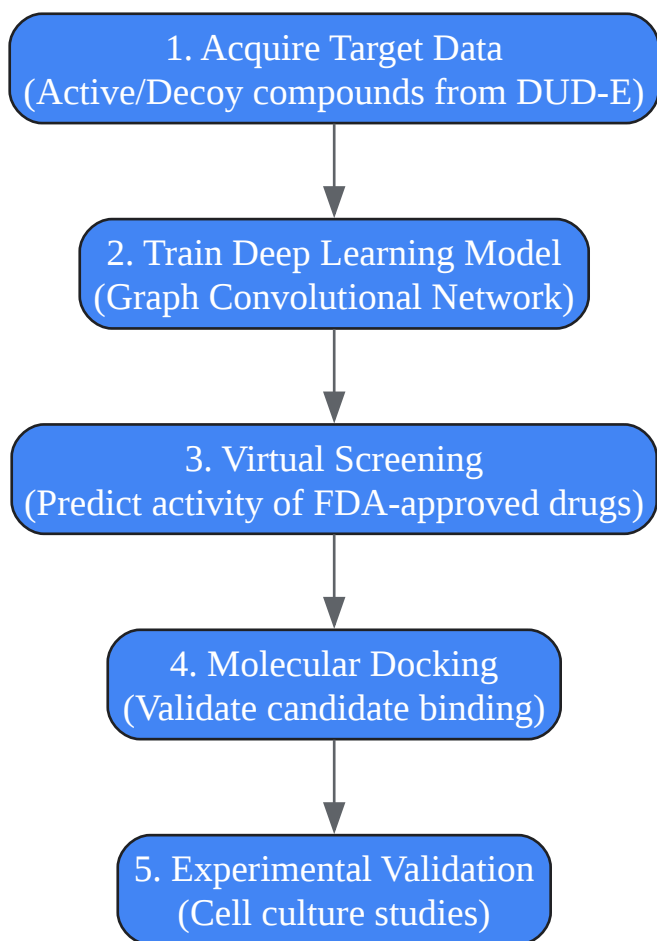 1. Acquire Target Data
(Active/Decoy compounds from DUD-E)
2. Train Deep Learning Model
(Graph Convolutional Network)
3. Virtual Screening
(Predict activity of FDA-approved drugs)
4. Molecular Docking
(Validate candidate binding)
5. Experimental Validation
(Cell culture studies)